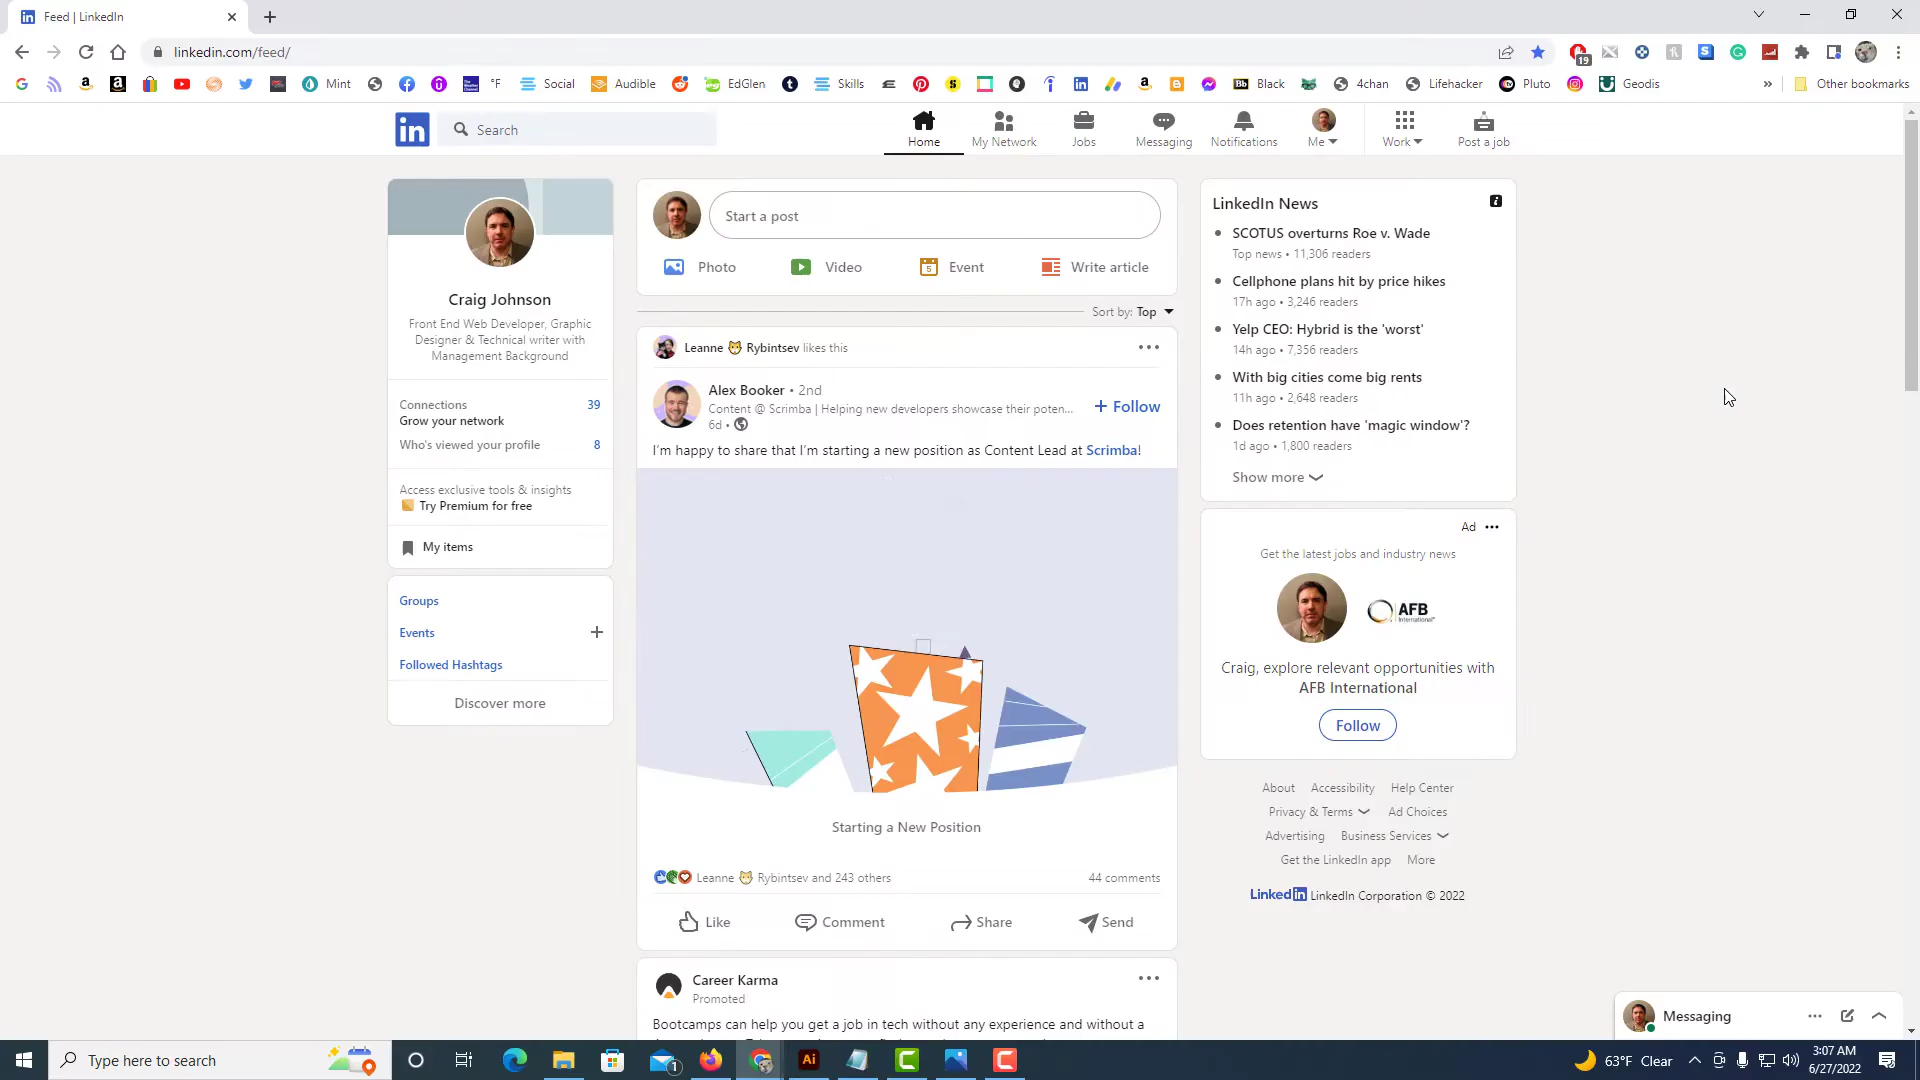 Feed | LinkedIn
linkedin.com/feed/
19
Mint
°F
Social
Audible
EdGlen
Skills
Black
4chan
Lifehacker
Pluto
Geodis
»
Other bookmarks
in
Search
Home
My Network
Jobs
Messaging
Notifications
Me
Work
Post a job
Craig Johnson
Front End Web Developer, Graphic
Designer & Technical writer with
Management Background
Connections 39
Grow your network
Who's viewed your profile 8
Access exclusive tools & insights
Try Premium for free
My items
Groups
Events
Followed Hashtags
Discover more
Start a post
Photo
Video
5 Event
Write article
Sort by: Top
Leanne 🐱 Rybintsev likes this
Alex Booker • 2nd
Content @ Scrimba | Helping new developers showcase their poten...
6d •
+ Follow
I'm happy to share that I'm starting a new position as Content Lead at Scrimba!
Starting a New Position
Leanne 🐱 Rybintsev and 243 others
44 comments
Like
Comment
Share
Send
Career Karma
Promoted
Bootcamps can help you get a job in tech without any experience and without a
LinkedIn News
SCOTUS overturns Roe v. Wade
Top news • 11,306 readers
Cellphone plans hit by price hikes
17h ago • 3,246 readers
Yelp CEO: Hybrid is the 'worst'
14h ago • 7,356 readers
With big cities come big rents
11h ago • 2,648 readers
Does retention have 'magic window'?
1d ago • 1,800 readers
Show more
Ad
Get the latest jobs and industry news
AFB
International
Craig, explore relevant opportunities with
AFB International
Follow
About Accessibility Help Center
Privacy & Terms Ad Choices
Advertising Business Services
Get the LinkedIn app More
LinkedIn LinkedIn Corporation © 2022
Messaging
Type here to search
1
Ai
63°F Clear
3:07 AM
6/27/2022